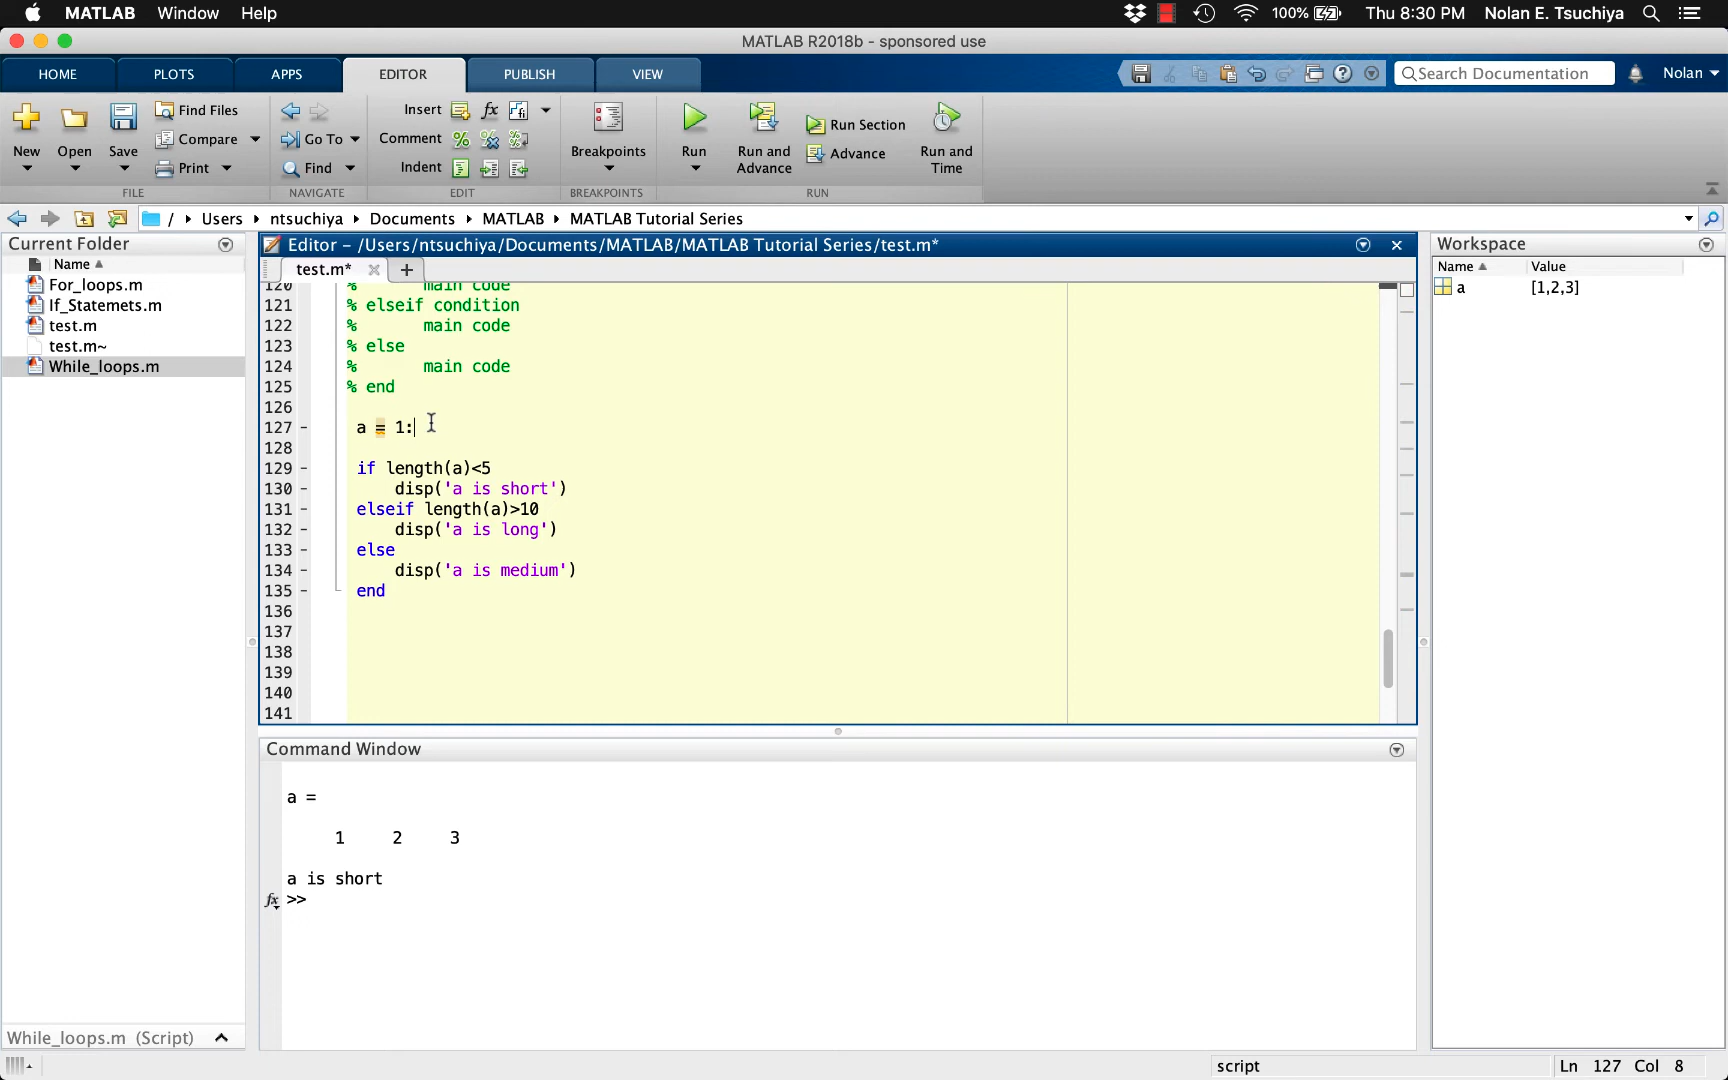 MATLAB Window Help 100% Thu 8:30 PM Nolan E. Tsuchiya
MATLAB R2018b - sponsored use
HOME PLOTS APPS EDITOR PUBLISH VIEW Search Documentation Nolan
New Open Save Find Files Compare Print
FILE
Go To Find
NAVIGATE
Insert fx
Comment % % %
Indent
EDIT
Breakpoints
BREAKPOINTS
Run Run and Advance Run Section Advance Run and Time
RUN
/ Users ntsuchiya Documents MATLAB MATLAB Tutorial Series
Current Folder
Name
For_loops.m
If_Statemets.m
test.m
test.m~
While_loops.m
While_loops.m (Script)
Editor – /Users/ntsuchiya/Documents/MATLAB/MATLAB Tutorial Series/test.m*
test.m* +
120 % main code
121 % elseif condition
122 % main code
123 % else
124 % main code
125 % end
126
127 - a = 1:
128
129 - if length(a)<5
130 - disp('a is short')
131 - elseif length(a)>10
132 - disp('a is long')
133 - else
134 - disp('a is medium')
135 - end
136
137
138
139
140
141
Command Window
a =
1 2 3
a is short
fx >>
Workspace
Name Value
a [1,2,3]
script Ln 127 Col 8